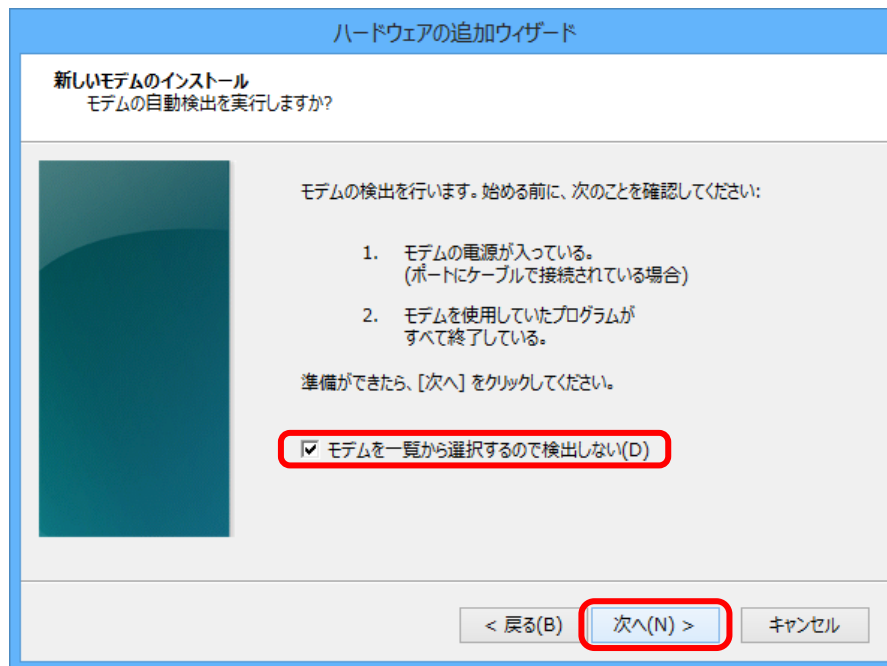 ハードウェアの追加ウィザード
新しいモデムのインストール
モデムの自動検出を実行しますか?
モデムの検出を行います。始める前に、次のことを確認してください:
1. モデムの電源が入っている。
(ポートにケーブルで接続されている場合)
2. モデムを使用していたプログラムが
すべて終了している。
準備ができたら、[次へ] をクリックしてください。
モデムを一覧から選択するので検出しない(D)
< 戻る(B) 次へ(N) > キャンセル